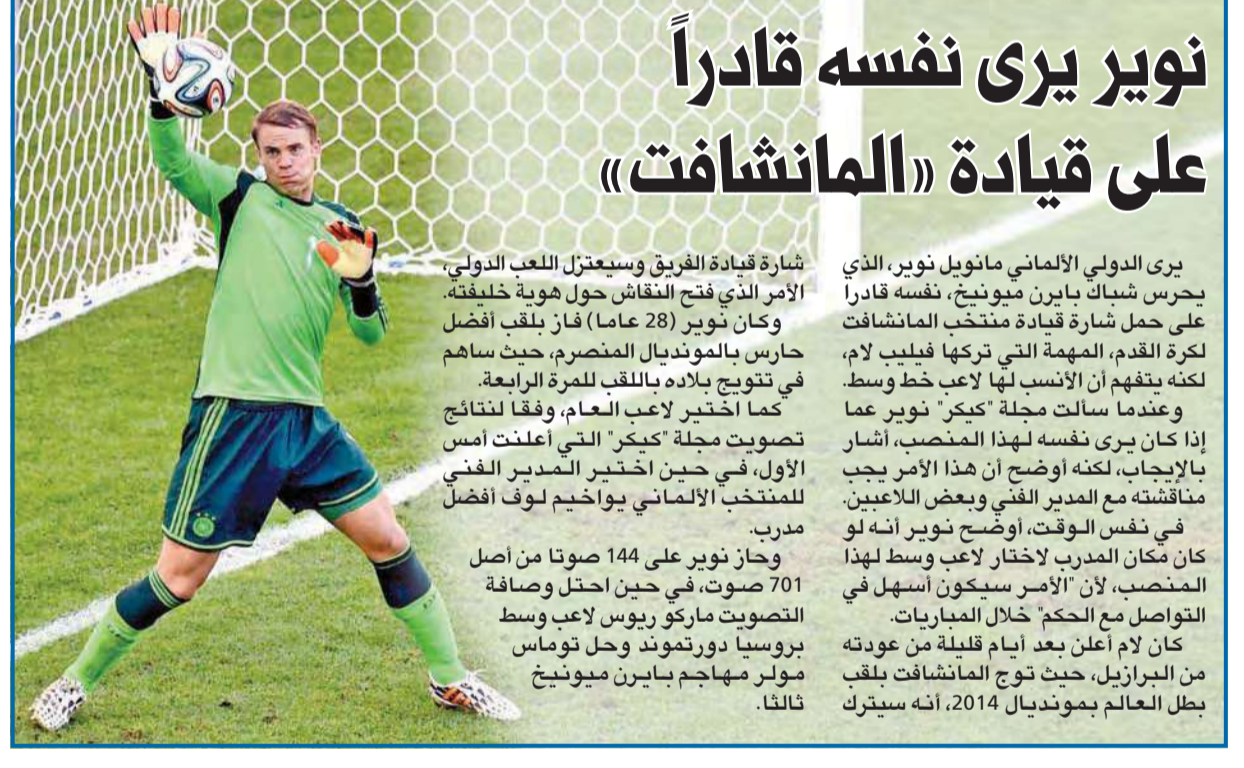 نوير يرى نفسه قادراً
على قيادة «المانشافت»
يرى الدولي الألماني مانويل نوير، الذي
يحرس شباك بايرن ميونيخ، نفسه قادرا
على حمل شارة قيادة منتخب المانشافت
لكرة القدم، المهمة التي تركها فيليب لام،
لكنه يتفهم أن الأنسب لها لاعب خط وسط.
وعندما سألت مجلة "كيكر" نوير عما
إذا كان يرى نفسه لهذا المنصب، أشار
بالإيجاب، لكنه أوضح أن هذا الأمر يجب
مناقشته مع المدير الفني وبعض اللاعبين.
في نفس الوقت، أوضح نوير أنه لو
كان مكان المدرب لاختار لاعب وسط لهذا
المنصب، لأن "الأمر سيكون أسهل في
التواصل مع الحكم" خلال المباريات.
كان لام أعلن بعد أيام قليلة من عودته
من البرازيل، حيث توج المانشافت بلقب
بطل العالم بمونديال 2014، أنه سيترك
شارة قيادة الفريق وسيعتزل اللعب الدولي،
الأمر الذي فتح النقاش حول هوية خليفته.
وكان نوير (28 عاما) فاز بلقب أفضل
حارس بالمونديال المنصرم، حيث ساهم
في تتويج بلاده باللقب للمرة الرابعة.
كما اختير لاعب العام، وفقا لنتائج
تصويت مجلة "كيكر" التي أعلنت أمس
الأول، في حين اختير المدير الفني
للمنتخب الألماني يواخيم لوف أفضل
مدرب.
وحاز نوير على 144 صوتا من أصل
701 صوت، في حين احتل وصافة
التصويت ماركو ريوس لاعب وسط
بروسيا دورتموند وحل توماس
مولر مهاجم بايرن ميونيخ
ثالثا.